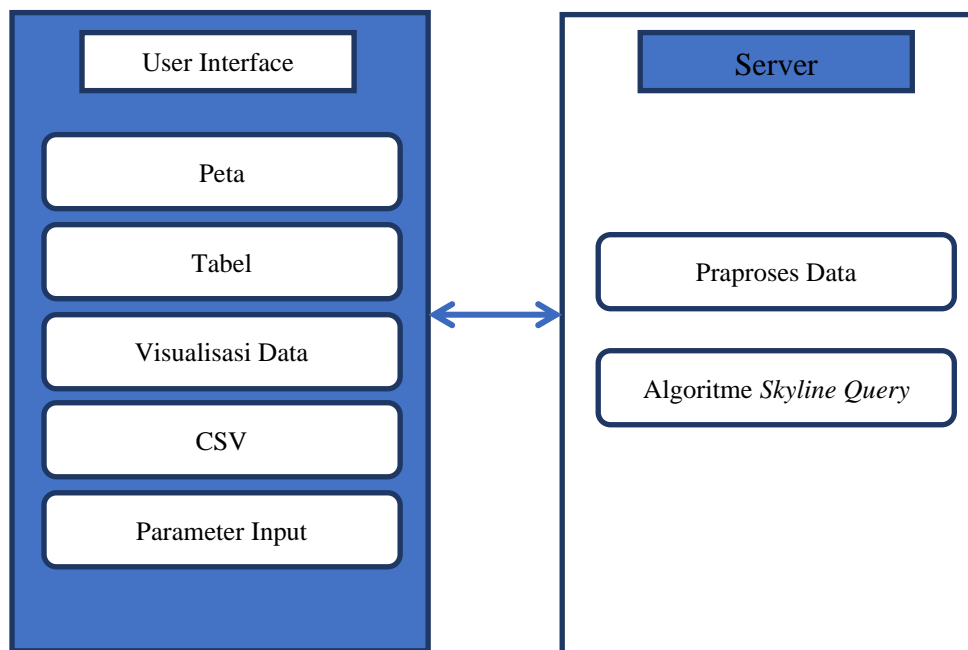 User Interface
Peta
Tabel
Visualisasi Data
CSV
Parameter Input
Server
Praproses Data
Algoritme Skyline Query